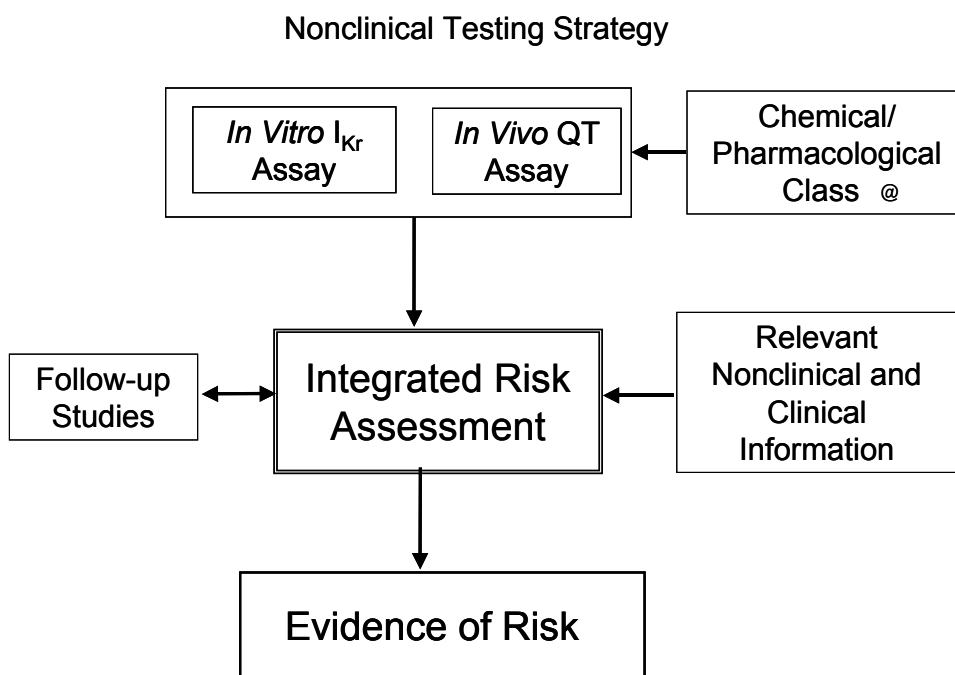 Nonclinical Testing Strategy
In Vitro IKr
Assay
In Vivo QT
Assay
Chemical/
Pharmacological
Class @
Follow-up
Studies
Integrated Risk
Assessment
Relevant
Nonclinical and
Clinical
Information
Evidence of Risk